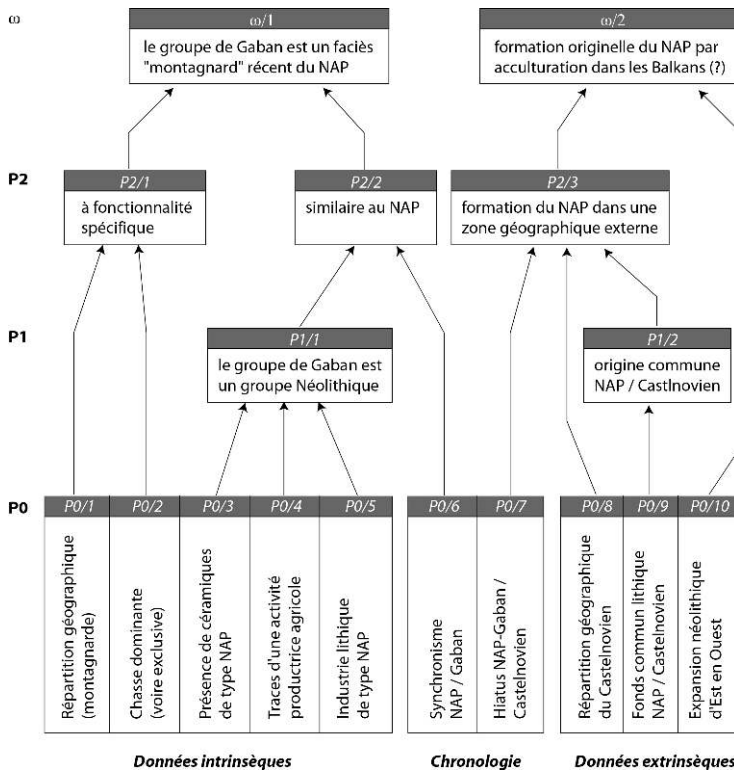 ω
ω/1
le groupe de Gaban est un faciès
"montagnard" récent du NAP
ω/2
formation originelle du NAP par
acculturation dans les Balkans (?)
P2
P2/1
à fonctionnalité
spécifique
P2/2
similaire au NAP
P2/3
formation du NAP dans une
zone géographique externe
P1
P1/1
le groupe de Gaban est
un groupe Néolithique
P1/2
origine commune
NAP / Castlnovien
P0
P0/1
P0/2
P0/3
P0/4
P0/5
P0/6
P0/7
P0/8
P0/9
P0/10
Répartition géographique
(montagnarde)
Chasse dominante
(voire exclusive)
Présence de céramiques
de type NAP
Traces d'une activité
productrice agricole
Industrie lithique
de type NAP
Synchronisme
NAP / Gaban
Hiatus NAP-Gaban /
Castelnovien
Répartition géographique
du Castelnovien
Fonds commun lithique
NAP / Castelnovien
Expansion néolithique
d'Est en Ouest
Données intrinsèques
Chronologie
Données extrinsèques